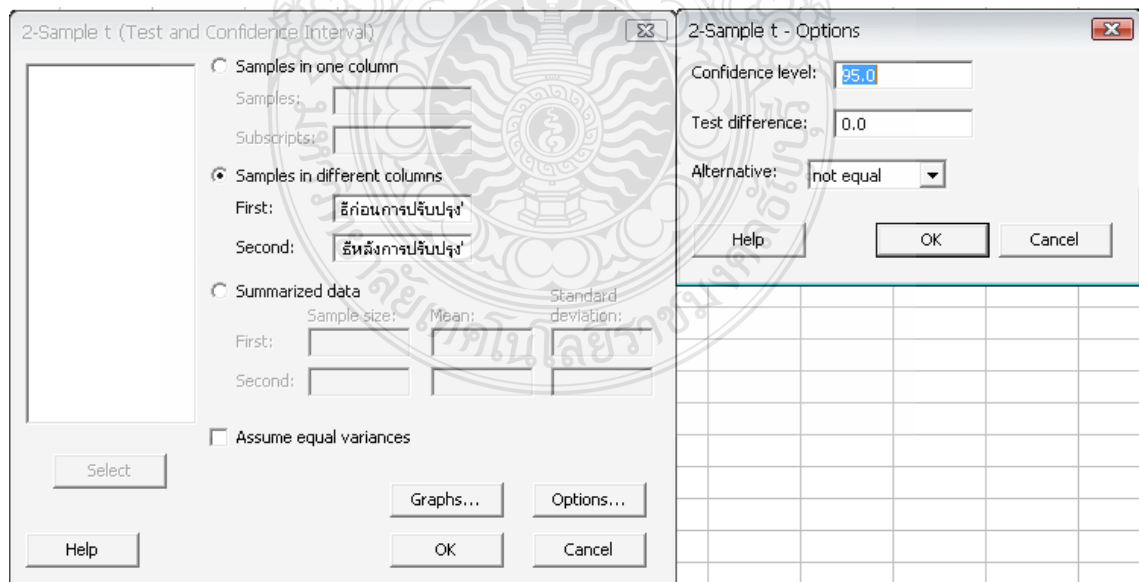 2-Sample t (Test and Confidence Interval)
Samples in one column
Samples:
Subscripts:
Samples in different columns
First: ธีก่อนการปรับปรุง'
Second: ธีหลังการปรับปรุง'
Summarized data
Sample size: Mean: Standard deviation:
First:
Second:
Assume equal variances
Select
Graphs... Options...
Help OK Cancel
2-Sample t - Options
Confidence level: 95.0
Test difference: 0.0
Alternative: not equal
Help OK Cancel